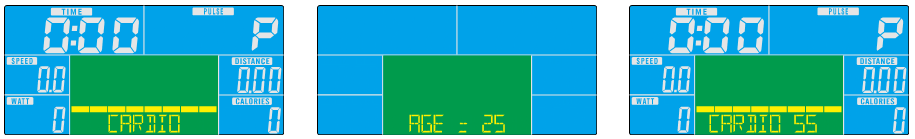 TIME PULSE
0:00 P
SPEED DISTANCE
0.0 0.00
WATT CALORIES
0 0
CARDIO
AGE = 25
TIME PULSE
0:00 P
SPEED DISTANCE
0.0 0.00
WATT CALORIES
0 0
CARDIO 55